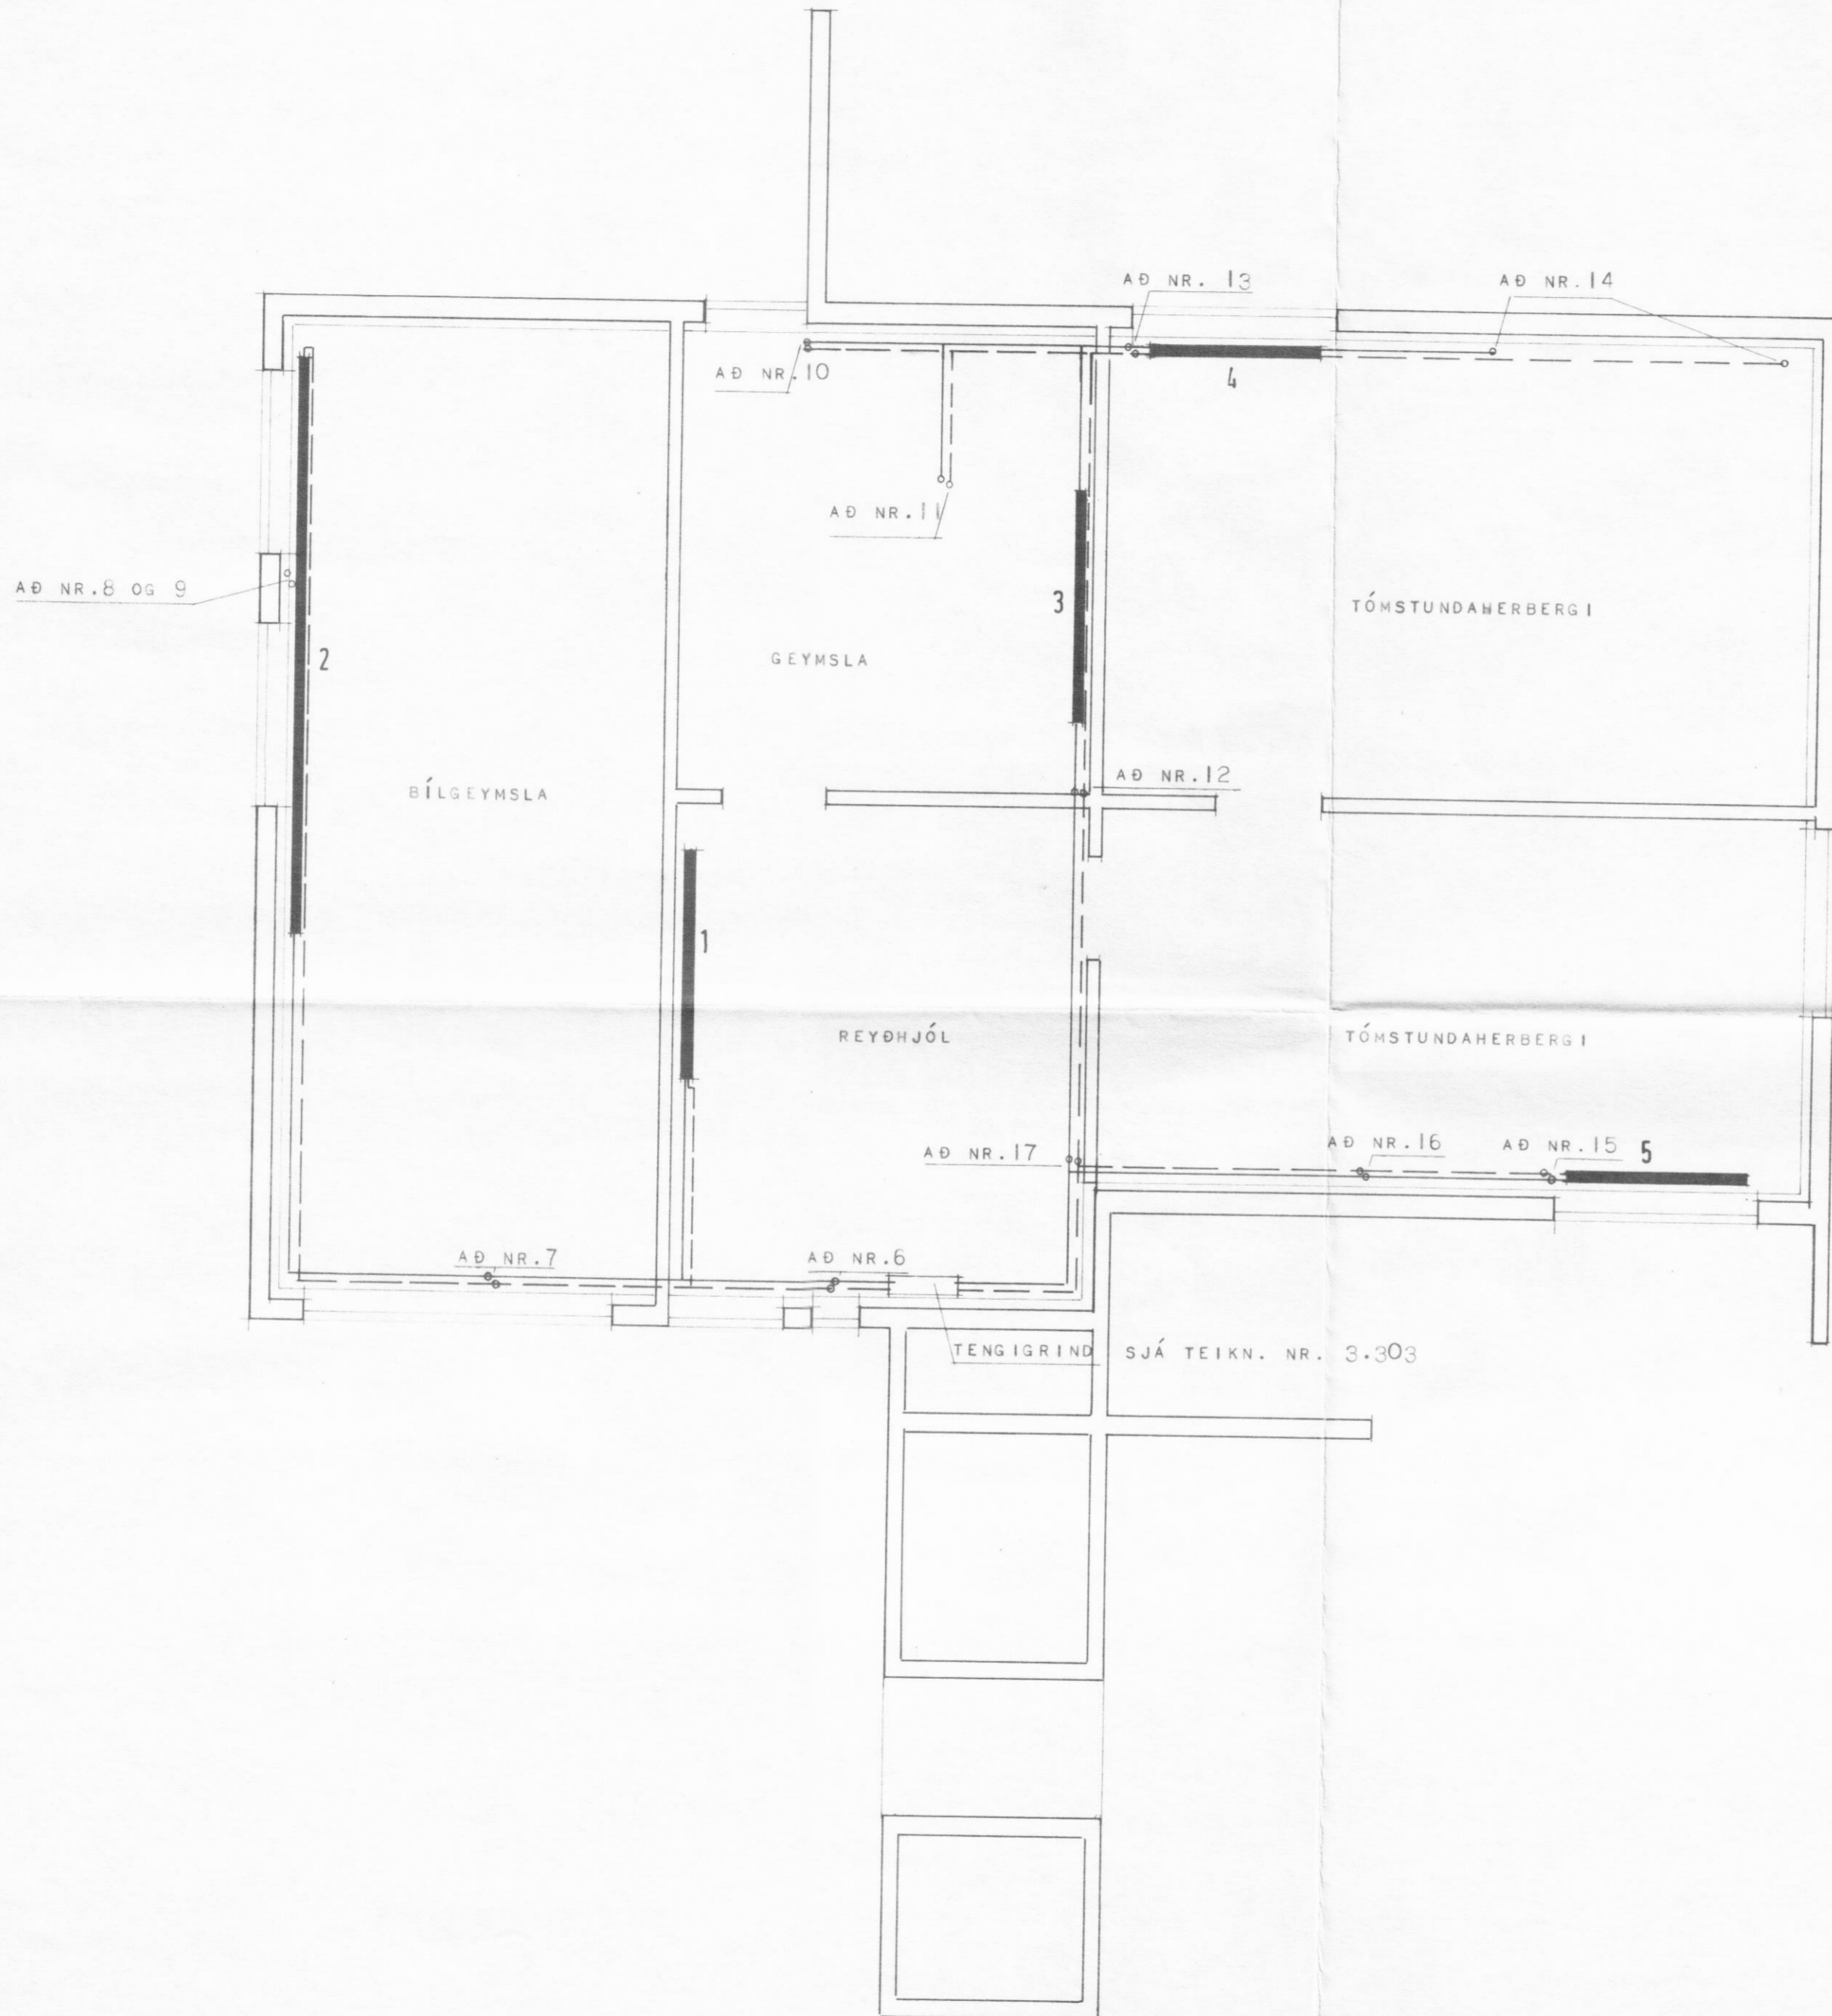 AÐ NR. 13
AÐ NR. 14
AÐ NR. 10
4
AÐ NR. 11
AÐ NR. 8 OG 9
3
TÓMSTUNDAHERBERGI
2
GEYMSLA
AÐ NR. 12
BÍLGEYMSLA
1
REYÐHJÓL
TÓMSTUNDAHERBERGI
AÐ NR. 17
AÐ NR. 16
AÐ NR. 15
5
AÐ NR. 7
AÐ NR. 6
TENGIGRIND SJÁ TEIKN. NR. 3.303